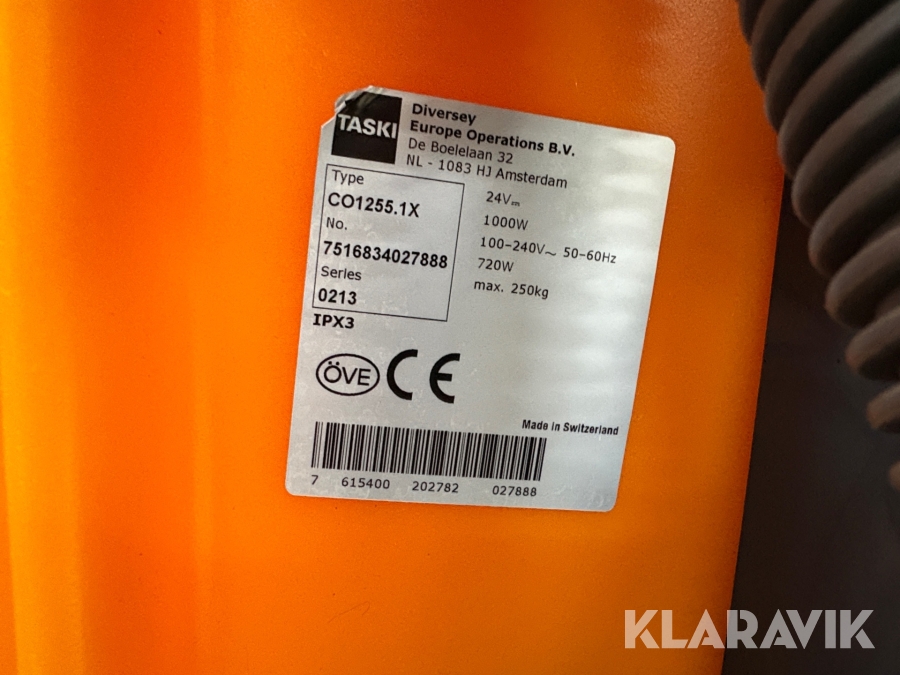 TASKI
Diversey
Europe Operations B.V.
De Boelelaan 32
NL - 1083 HJ Amsterdam
Type
CO1255.1X
No.
7516834027888
Series
0213
IPX3
24V⎓
1000W
100-240V~ 50-60Hz
720W
max. 250kg
ÖVE CE
Made in Switzerland
7 615400 202782 027888
KLARAVIK